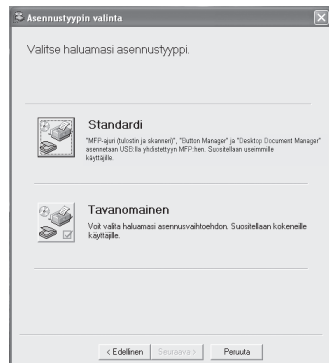 Asennustyypin valinta
Valitse haluamasi asennustyyppi.
Standardi
"MFP-ajuri (tulostin ja skanneri)", "Button Manager" ja "Desktop Document Manager"
asennetaan USB:lla yhdistettyyn MFP:hen. Suositellaan useimmille
käyttäjille.
Tavanomainen
Voit valita haluamasi asennusvaihtoehdon. Suositellaan kokeneille
käyttäjille.
< Edellinen
Seuraava >
Peruuta